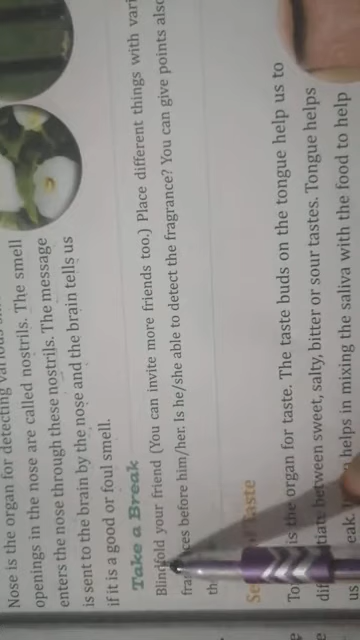 Nose is the organ for detecting
openings in the nose are called nostrils. The smell
enters the nose through these nostrils. The message
is sent to the brain by the nose and the brain tells us
if it is a good or foul smell.
Take a Break
Blindfold your friend (You can invite more friends too.) Place different things with vari
before him/her. Is he/she able to detect the fragrance? You can give points also
Taste
is the organ for taste. The taste buds on the tongue help us to
between sweet, salty, bitter or sour tastes. Tongue helps
us
helps in mixing the saliva with the food to help